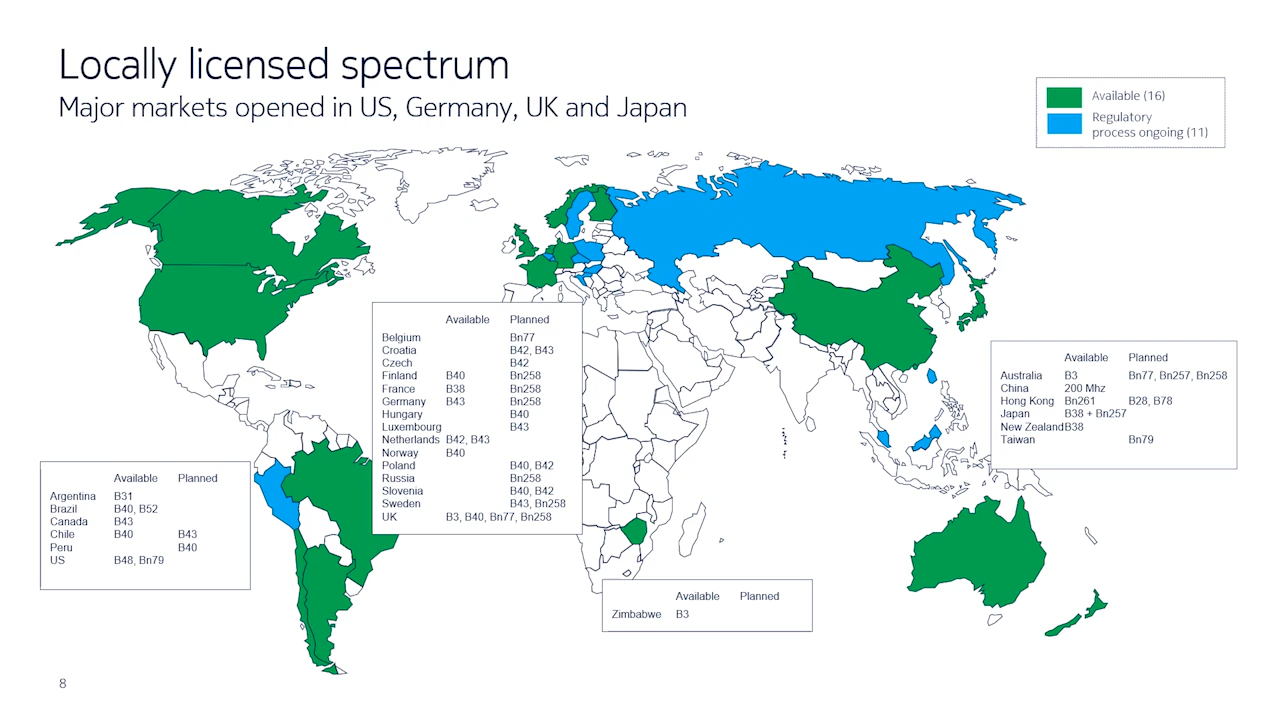 Locally licensed spectrum
Major markets opened in US, Germany, UK and Japan
Available (16)
Regulatory
process ongoing (11)
Available Planned
Belgium Bn77
Croatia B42, B43
Czech B42
Finland B40 Bn258
France B38 Bn258
Germany B43 Bn258
Hungary B40
Luxembourg B43
Netherlands B42, B43
Norway B40
Poland B40, B42
Russia Bn258
Slovenia B40, B42
Sweden B43, Bn258
UK B3, B40, Bn77, Bn258
Available Planned
Australia B3 Bn77, Bn257, Bn258
China 200 Mhz
Hong Kong Bn261 B28, B78
Japan B38 + Bn257
New Zealand B38
Taiwan Bn79
Available Planned
Argentina B31
Brazil B40, B52
Canada B43
Chile B40 B43
Peru B40
US B48, Bn79
Available Planned
Zimbabwe B3
8